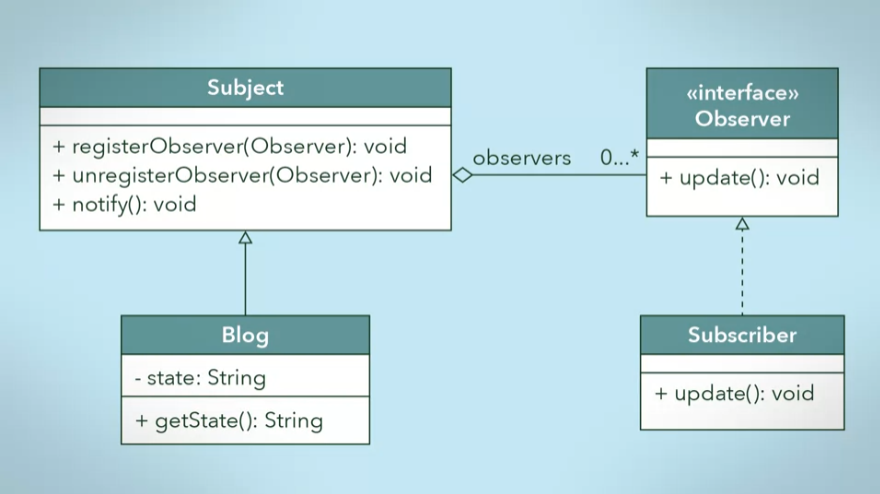 Subject
+ registerObserver(Observer): void
+ unregisterObserver(Observer): void
+ notify(): void
observers 0...*
«interface»
Observer
+ update(): void
Blog
- state: String
+ getState(): String
Subscriber
+ update(): void